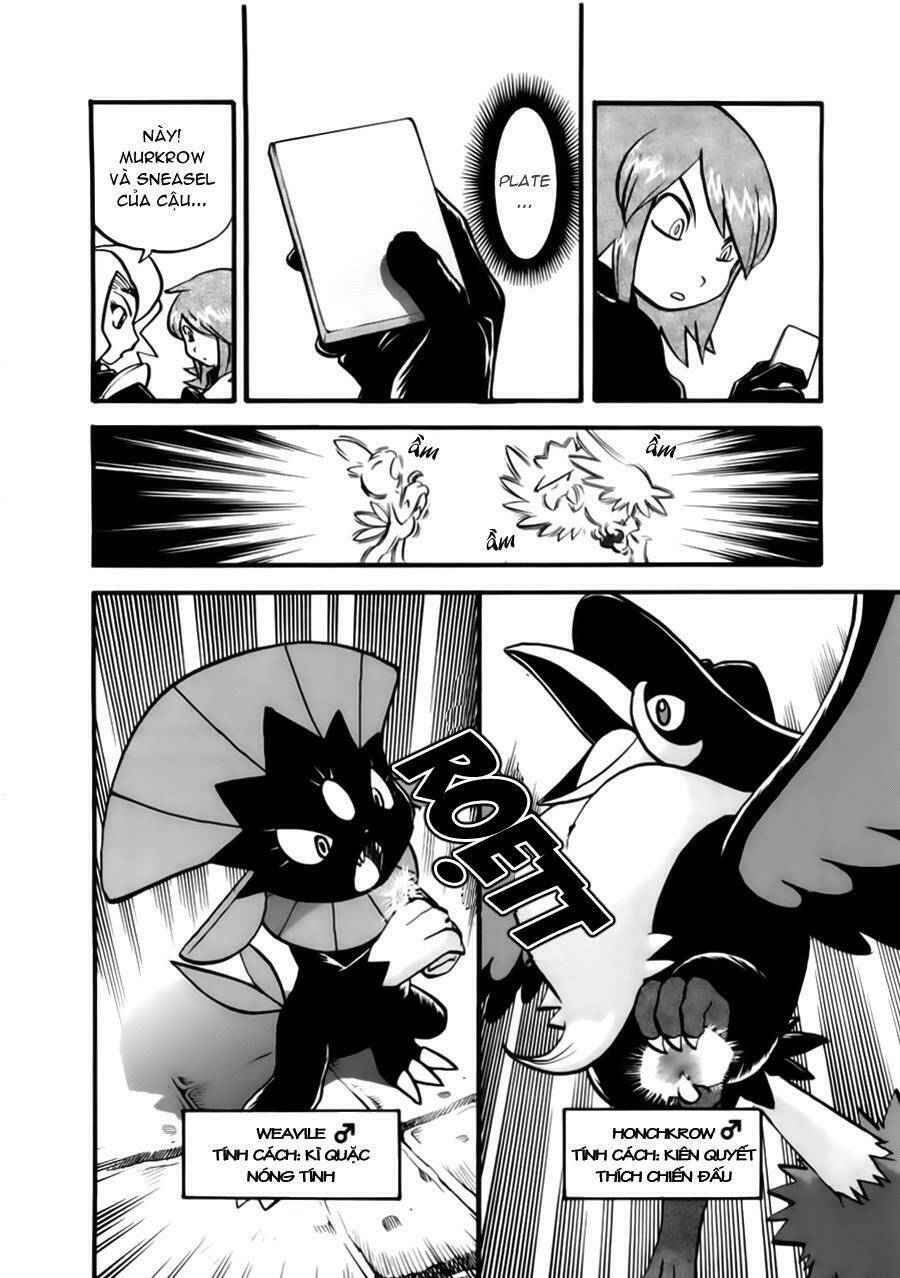 PLATE
...
NÀY!
MURKROW
VÀ SNEASEL
CỦA CẬU...
ẦM
ẦM
ẦM
ROẸTT
HONCHKROW ♂
TÍNH CÁCH: KIÊN QUYẾT
THÍCH CHIẾN ĐẤU
WEAVILE ♂
TÍNH CÁCH: KÌ QUẶC
NÓNG TÍNH